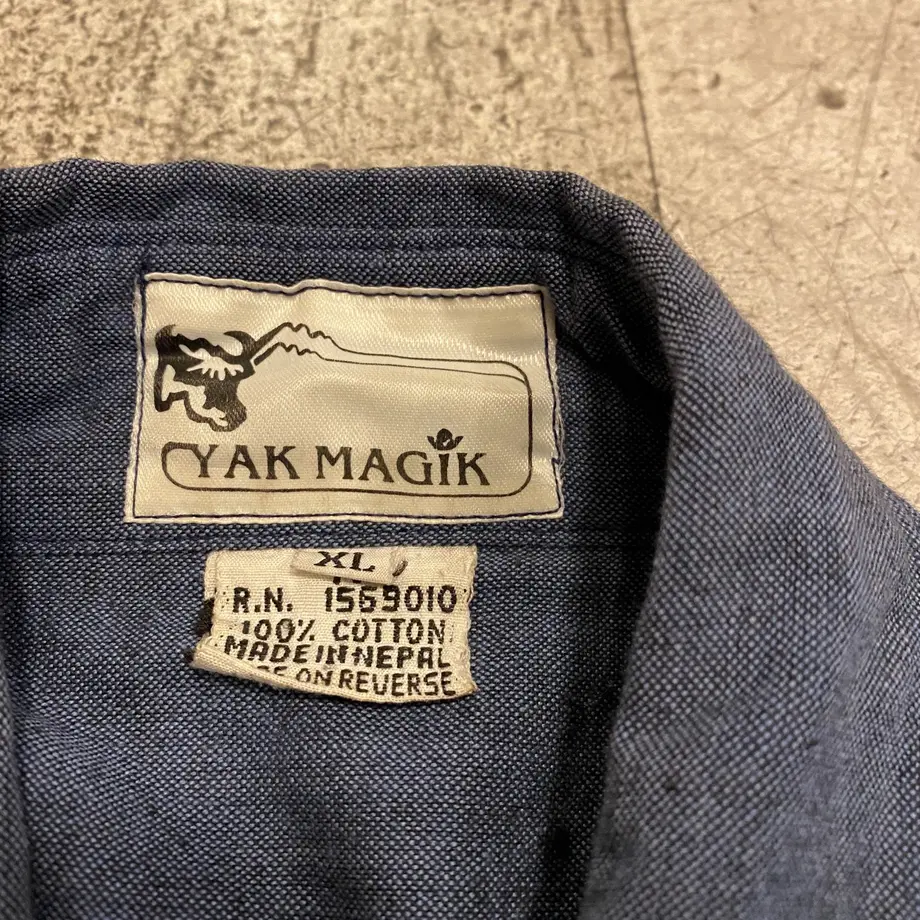 YAK MAGIK
XL
R.N. 1569010
100% COTTON
MADE IN NEPAL
ON REVERSE